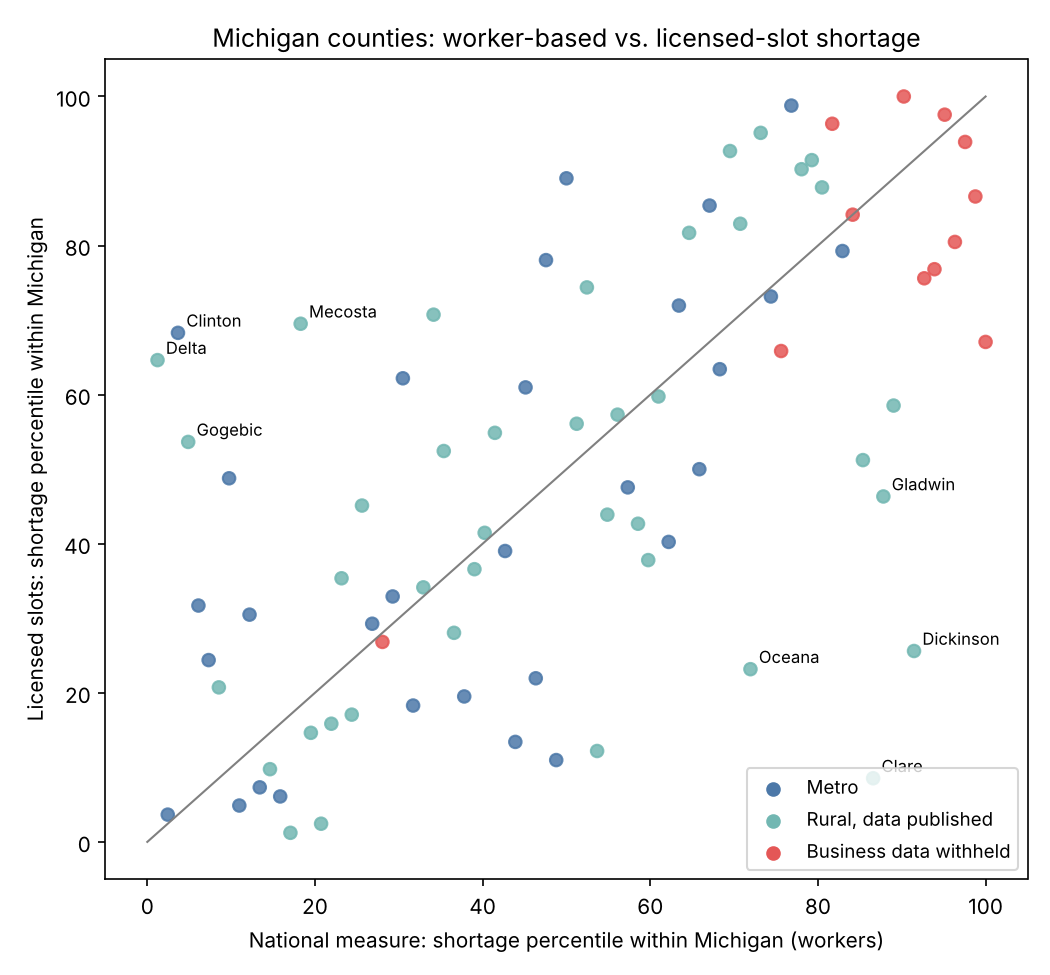 Michigan counties: worker-based vs. licensed-slot shortage
Licensed slots: shortage percentile within Michigan
100
80
60
40
20
0
Clinton
Mecosta
Delta
Gogebic
Gladwin
Dickinson
Oceana
Clare
Metro
Rural, data published
Business data withheld
0 20 40 60 80 100
National measure: shortage percentile within Michigan (workers)